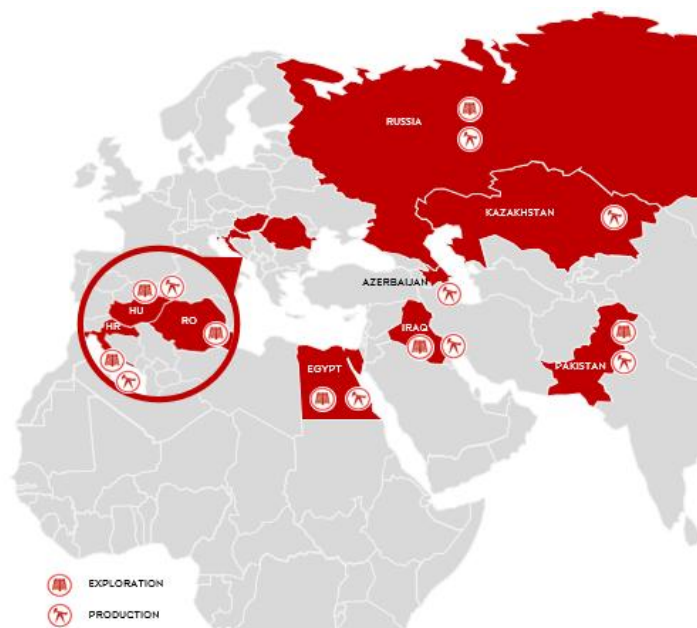 RUSSIA
KAZAKHSTAN
AZERBAIJAN
HU
RO
HR
IRAQ
EGYPT
PAKISTAN
EXPLORATION
PRODUCTION